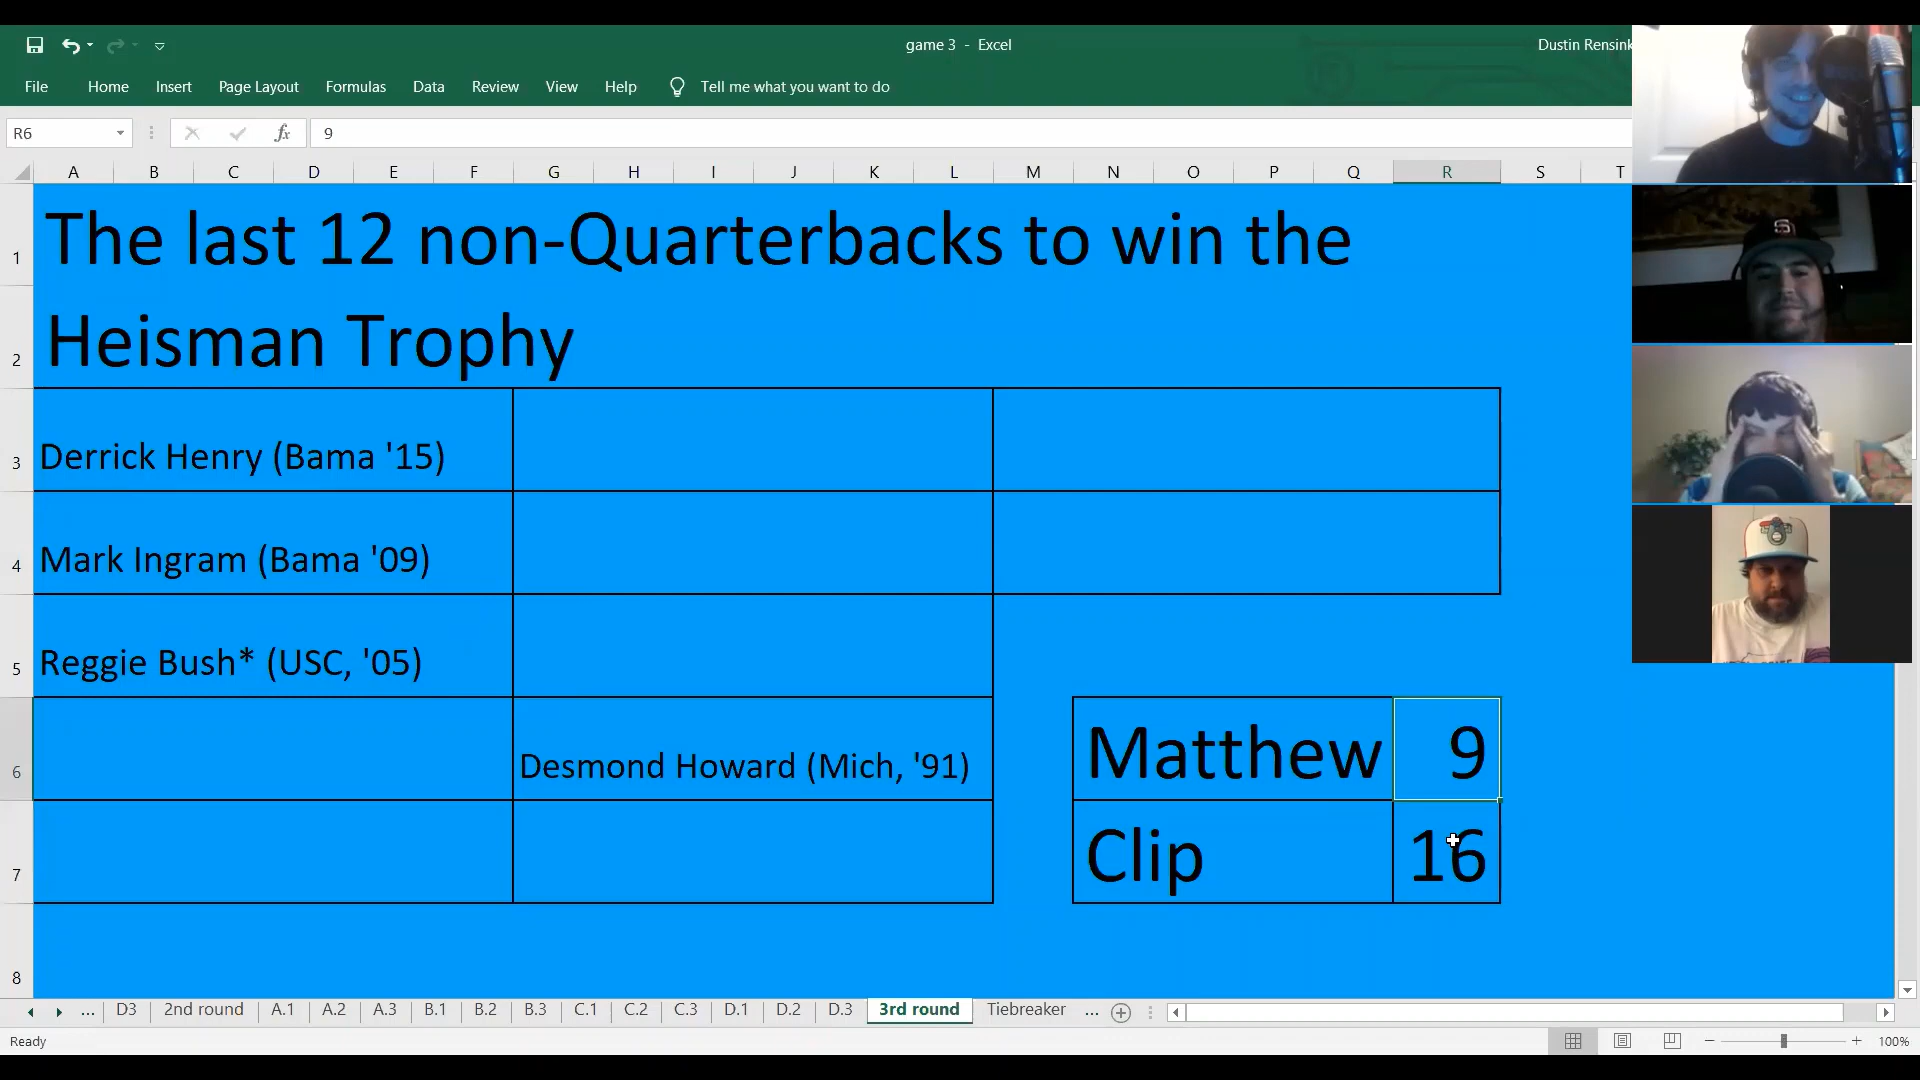 game 3 - Excel
Dustin Rensink
File Home Insert Page Layout Formulas Data Review View Help Tell me what you want to do
R6 fx 9
A B C D E F G H I J K L M N O P Q R S T
1 The last 12 non-Quarterbacks to win the
2 Heisman Trophy
3 Derrick Henry (Bama '15)
4 Mark Ingram (Bama '09)
5 Reggie Bush* (USC, '05)
6 Desmond Howard (Mich, '91) Matthew 9
7 Clip 16
8
... D3 2nd round A.1 A.2 A.3 B.1 B.2 B.3 C.1 C.2 C.3 D.1 D.2 D.3 3rd round Tiebreaker ...
Ready 100%